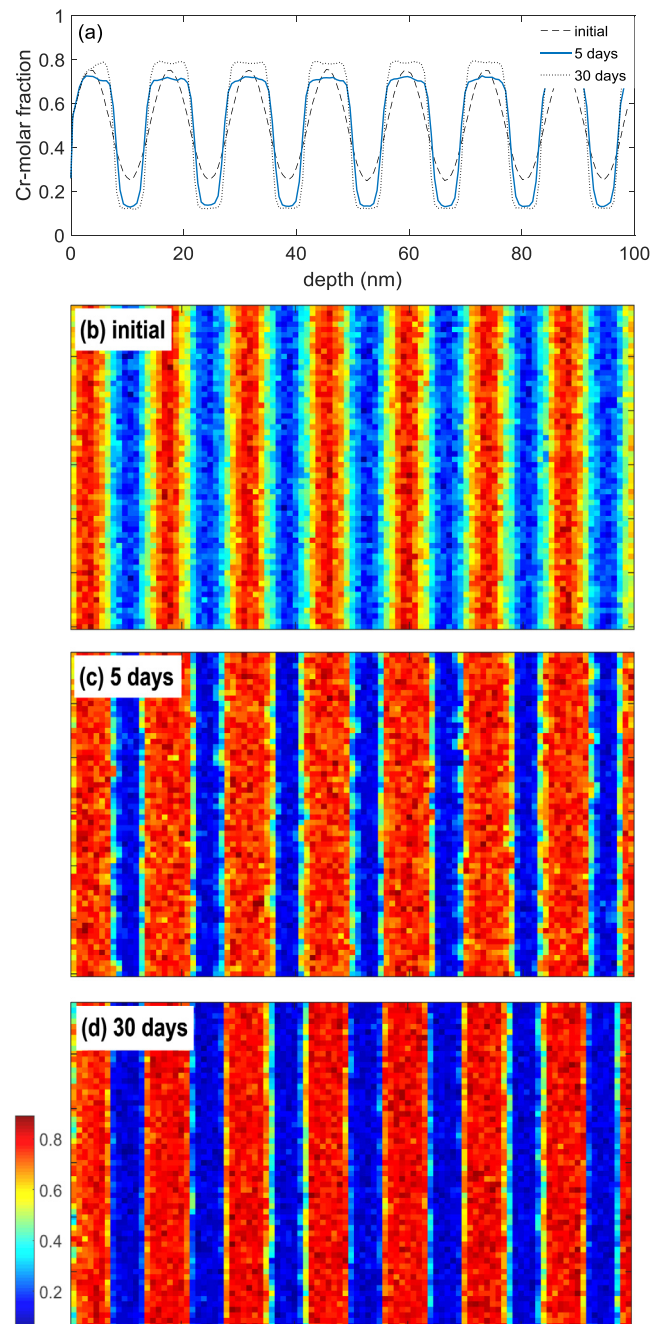 1
(a)
initial
5 days
30 days
0.8
0.6
0.4
0.2
0
Cr-molar fraction
0 20 40 60 80 100
depth (nm)
(b) initial
(c) 5 days
(d) 30 days
0.8
0.6
0.4
0.2